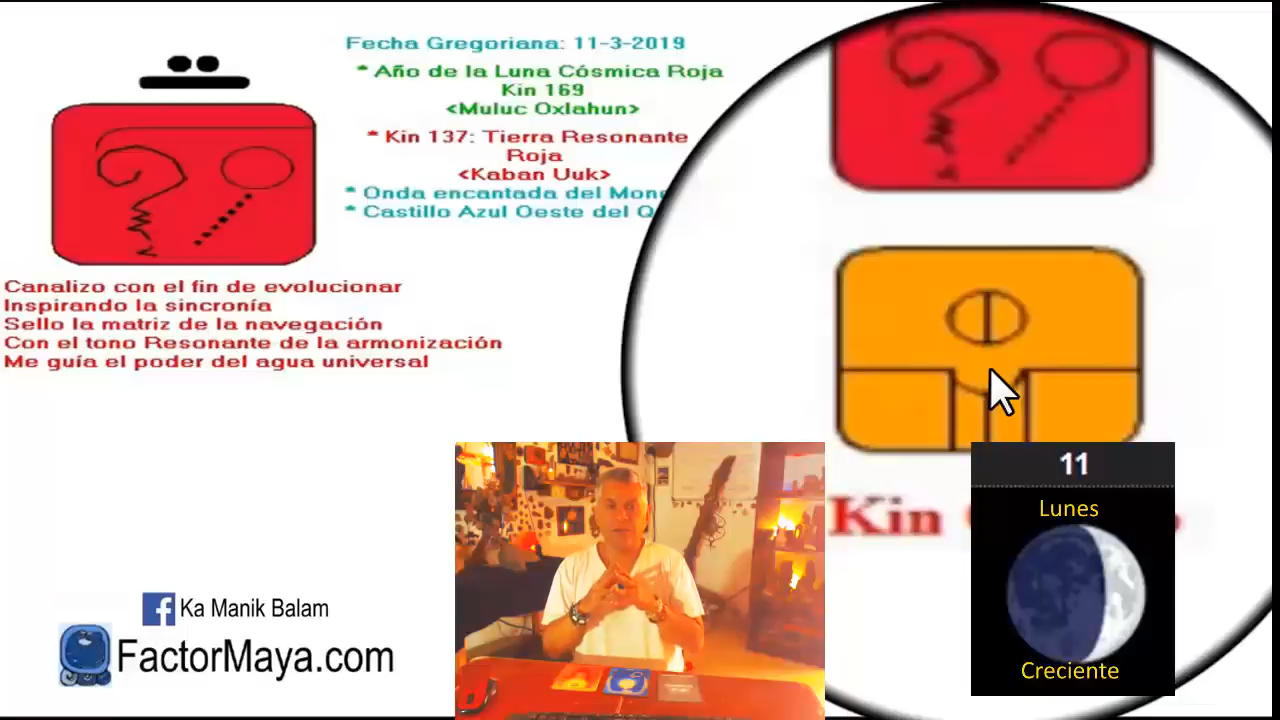 Fecha Gregoriana: 11-3-2019
* Año de la Luna Cósmica Roja
Kin 169
<Muluc Oxlahun>
* Kin 137: Tierra Resonante
Roja
<Kaban Uuk>
* Onda encantada del
* Castillo Azul Oeste del
Canalizo con el fin de evolucionar
Inspirando la sincronía
Sello la matriz de la navegación
Con el tono Resonante de la armonización
Me guía el poder del agua universal
Kin
11
Lunes
Creciente
Ka Manik Balam
FactorMaya.com